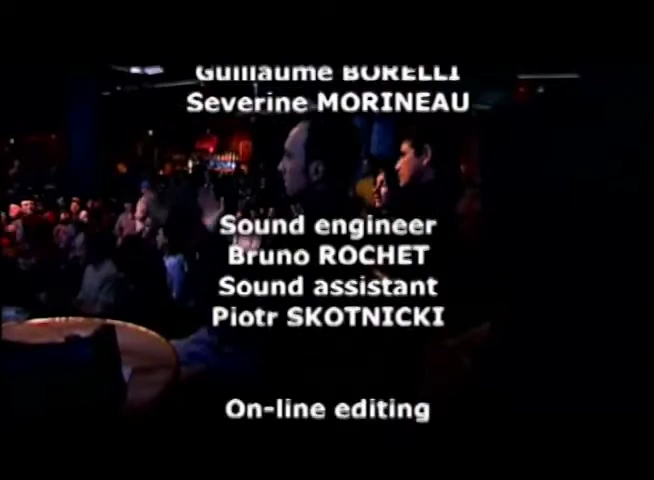 Guillaume BORELLI
Severine MORINEAU
Sound engineer
Bruno ROCHET
Sound assistant
Piotr SKOTNICKI
On-line editing